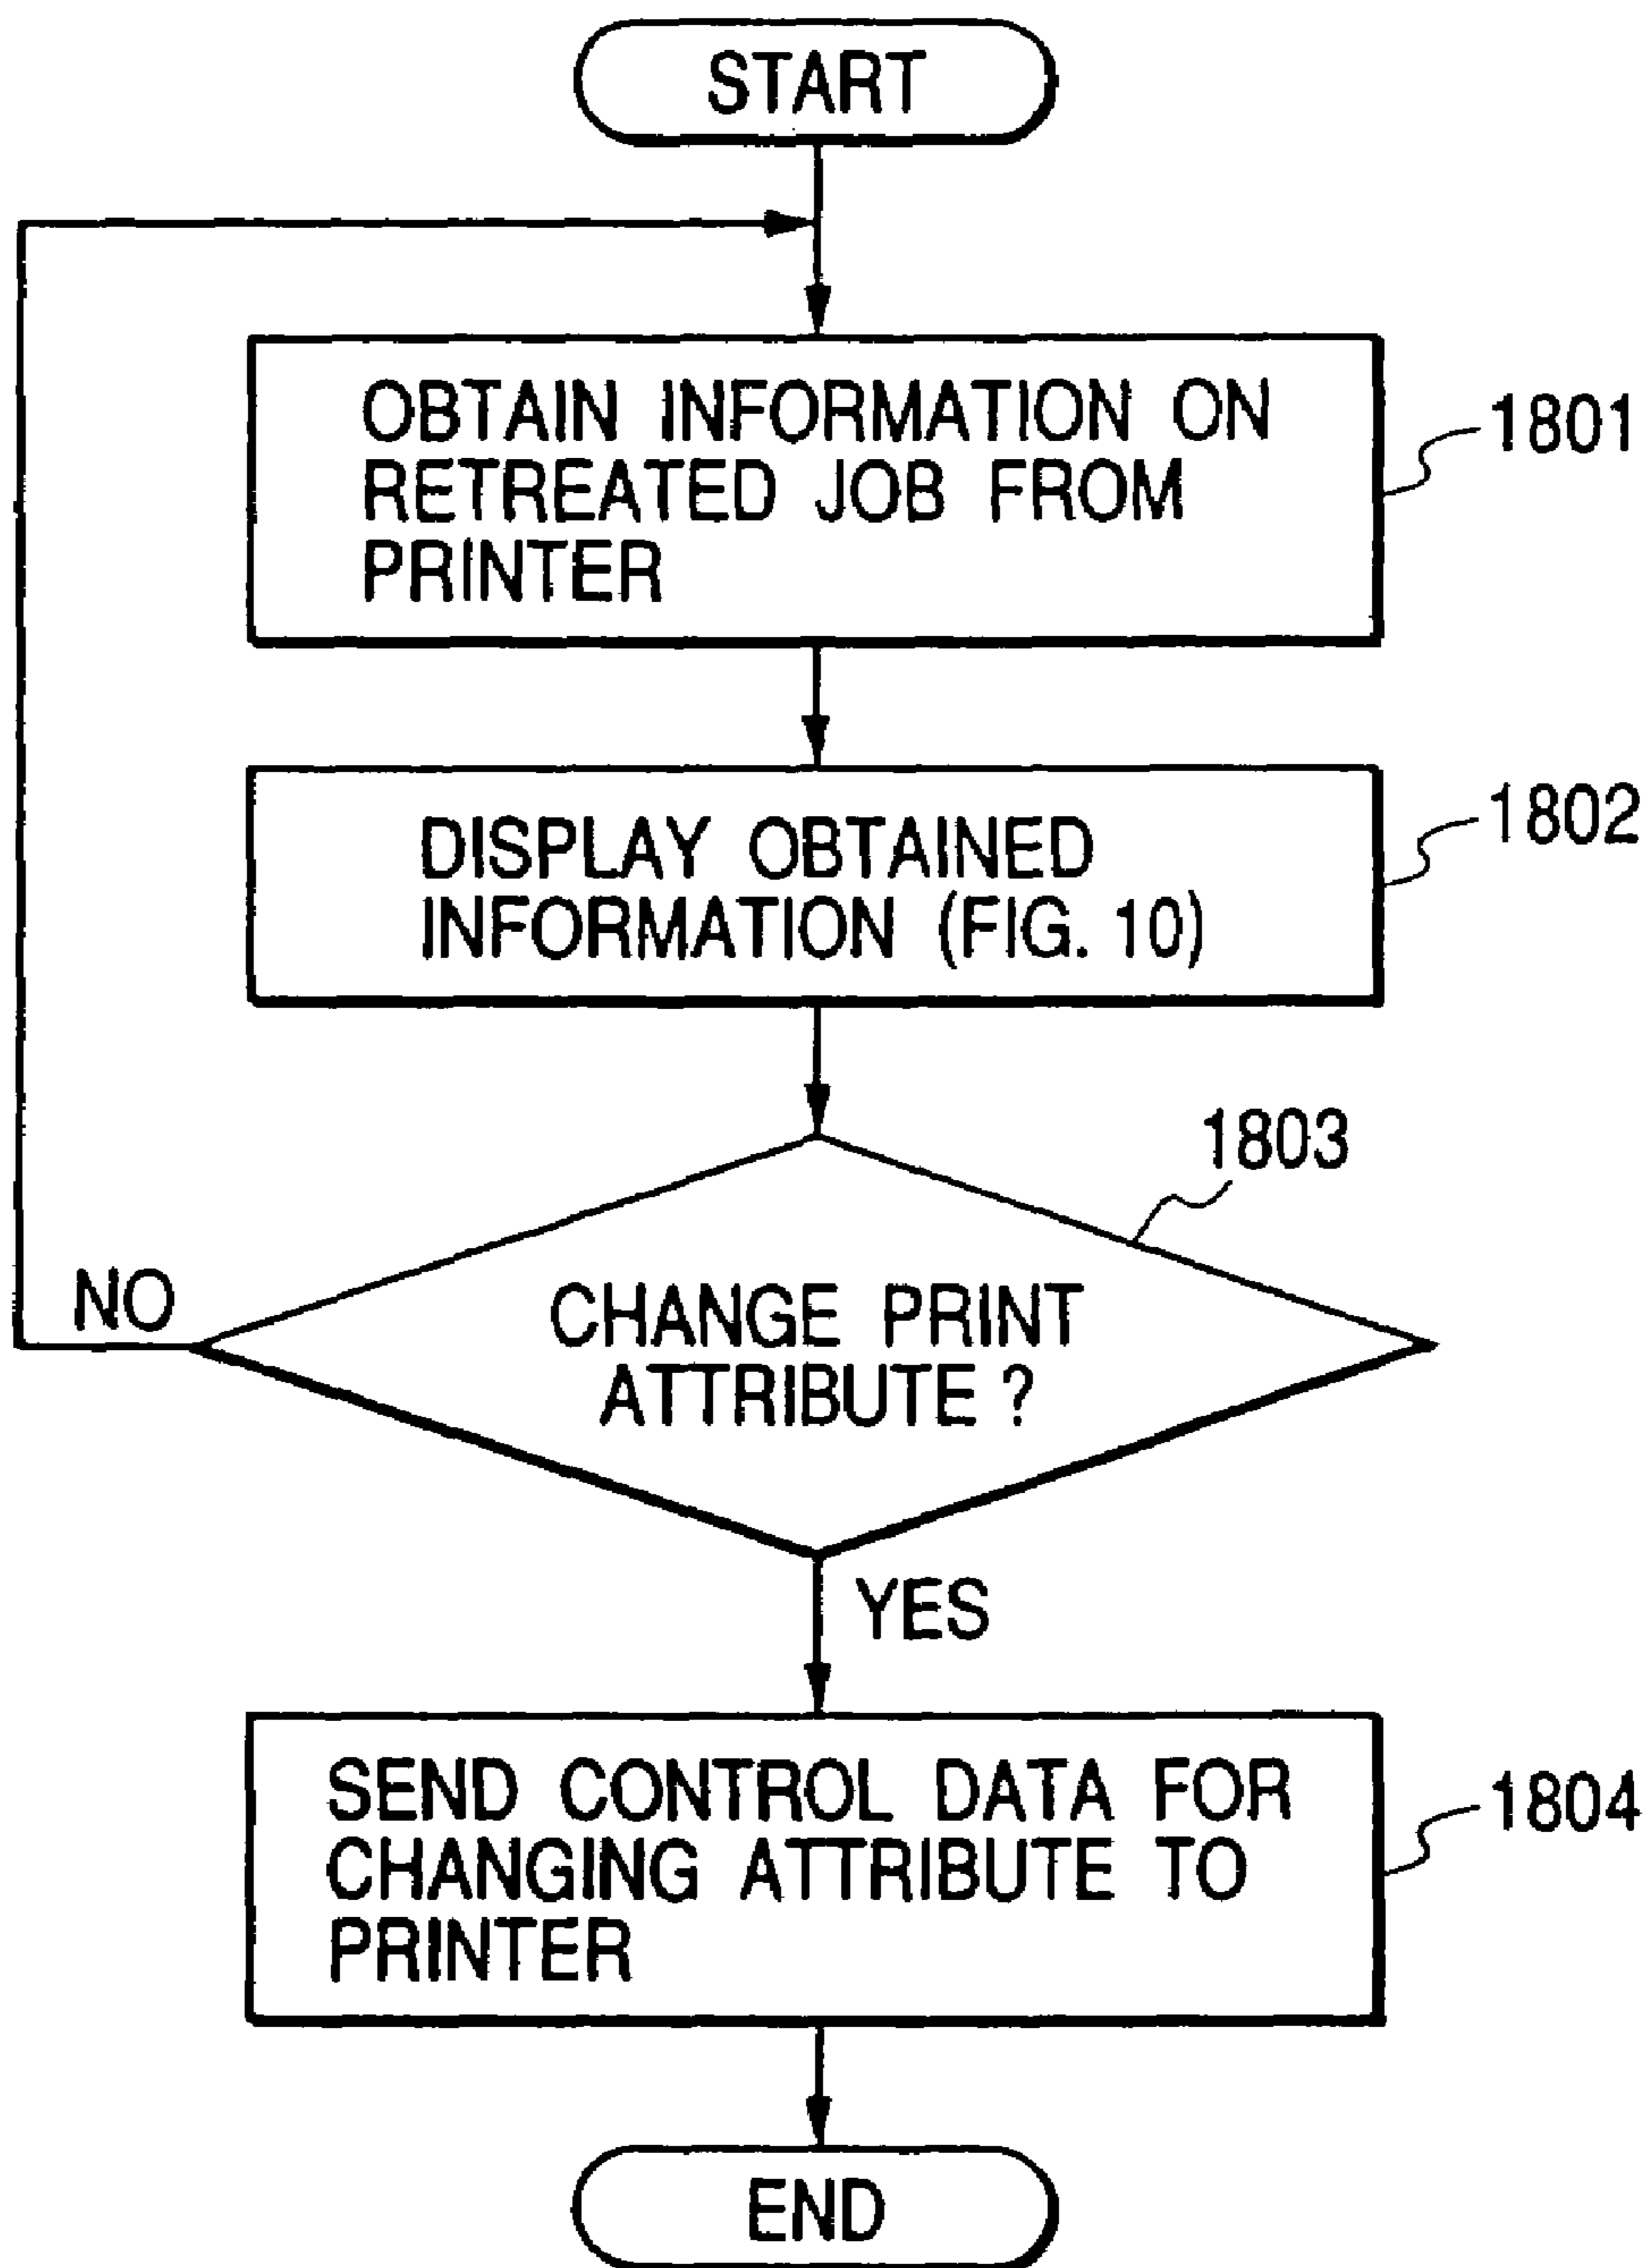 START
OBTAIN INFORMATION ON
RETREATED JOB FROM
PRINTER
1801
DISPLAY OBTAINED
INFORMATION (FIG. 10)
1802
1803
CHANGE PRINT
ATTRIBUTE ?
NO
YES
SEND CONTROL DATA FOR
CHANGING ATTRIBUTE TO
PRINTER
1804
END